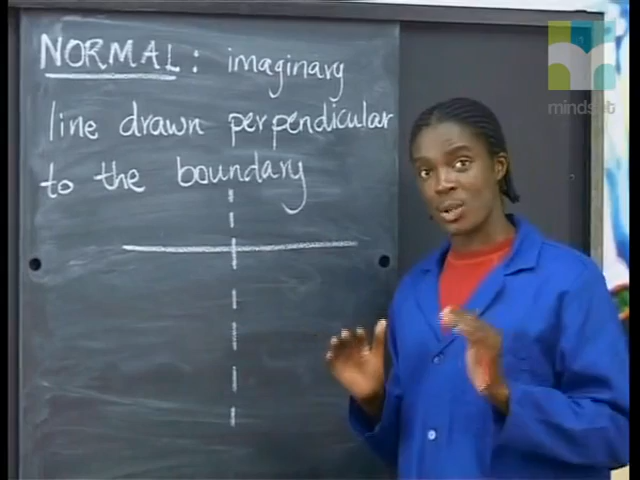 NORMAL: imaginary
line drawn perpendicular
to the boundary
mindset